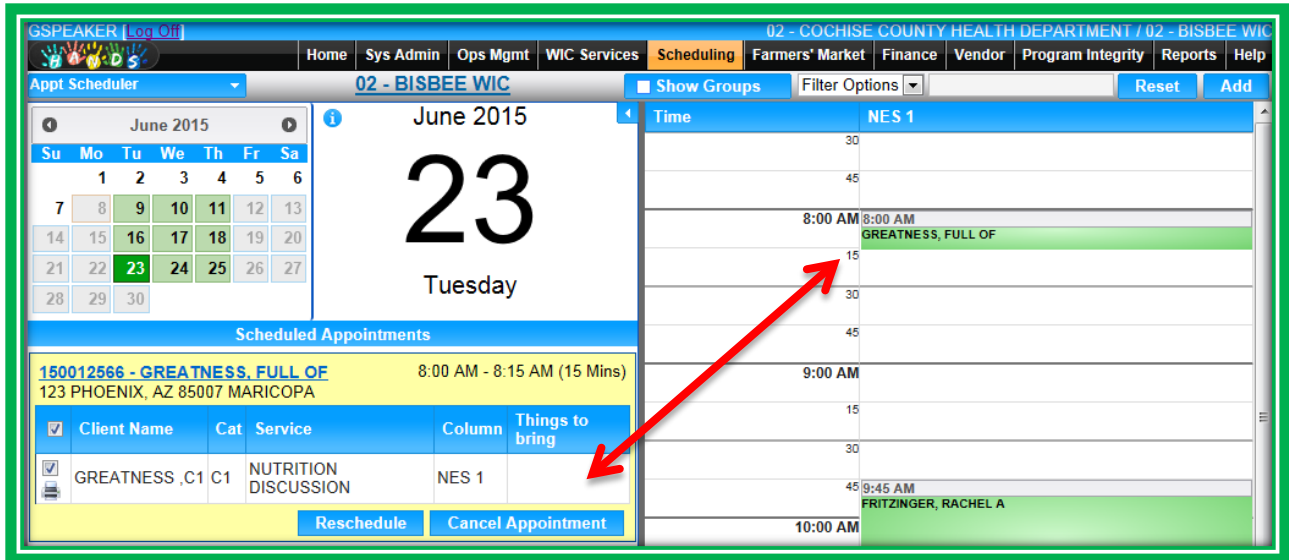 GSPEAKER [Log Off] 02 - COCHISE COUNTY HEALTH DEPARTMENT / 02 - BISBEE WIC
HANDS Home Sys Admin Ops Mgmt WIC Services Scheduling Farmers' Market Finance Vendor Program Integrity Reports Help
Appt Scheduler 02 - BISBEE WIC Show Groups Filter Options Reset Add
June 2015
Su Mo Tu We Th Fr Sa
1 2 3 4 5 6
7 8 9 10 11 12 13
14 15 16 17 18 19 20
21 22 23 24 25 26 27
28 29 30
June 2015
23
Tuesday
Scheduled Appointments
150012566 - GREATNESS, FULL OF 8:00 AM - 8:15 AM (15 Mins)
123 PHOENIX, AZ 85007 MARICOPA
Client Name Cat Service Column Things to
bring
GREATNESS ,C1 C1 NUTRITION
DISCUSSION NES 1
Reschedule Cancel Appointment
Time NES 1
30
45
8:00 AM 8:00 AM
GREATNESS, FULL OF
15
30
45
9:00 AM
15
30
45 9:45 AM
FRITZINGER, RACHEL A
10:00 AM